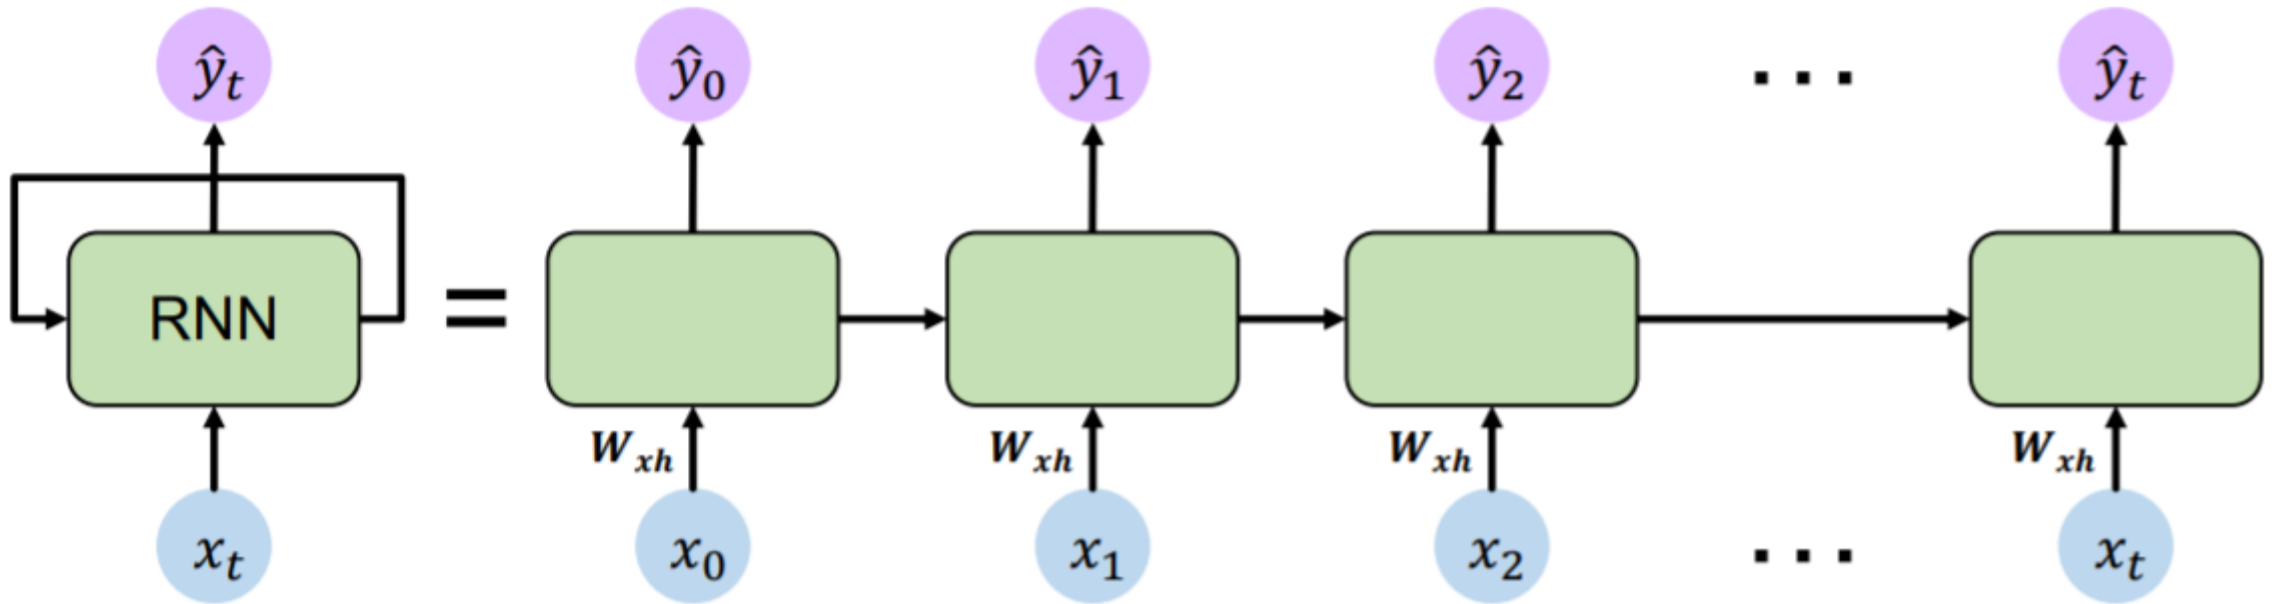 ŷt ŷ0 ŷ1 ŷ2 ... ŷt
RNN =
Wxh Wxh Wxh Wxh
xt x0 x1 x2 ... xt